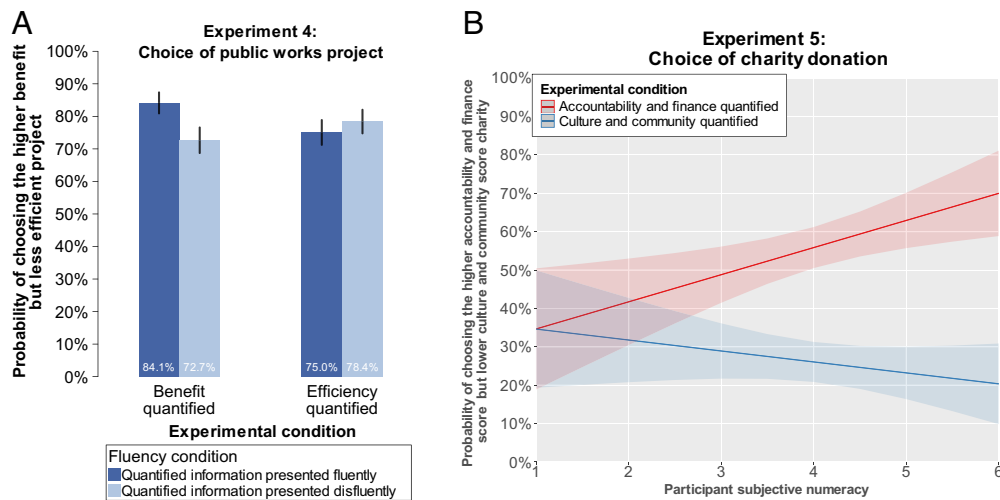 A
Experiment 4:
Choice of public works project
Probability of choosing the higher benefit
but less efficient project
100%
90%
80%
70%
60%
50%
40%
30%
20%
10%
0%
84.1%
72.7%
75.0%
78.4%
Benefit
quantified
Efficiency
quantified
Experimental condition
Fluency condition
Quantified information presented fluently
Quantified information presented disfluently
B
Experiment 5:
Choice of charity donation
Probability of choosing the higher accountability and finance
score but lower culture and community score charity
100%
90%
80%
70%
60%
50%
40%
30%
20%
10%
0%
Experimental condition
Accountability and finance quantified
Culture and community quantified
1
2
3
4
5
6
Participant subjective numeracy